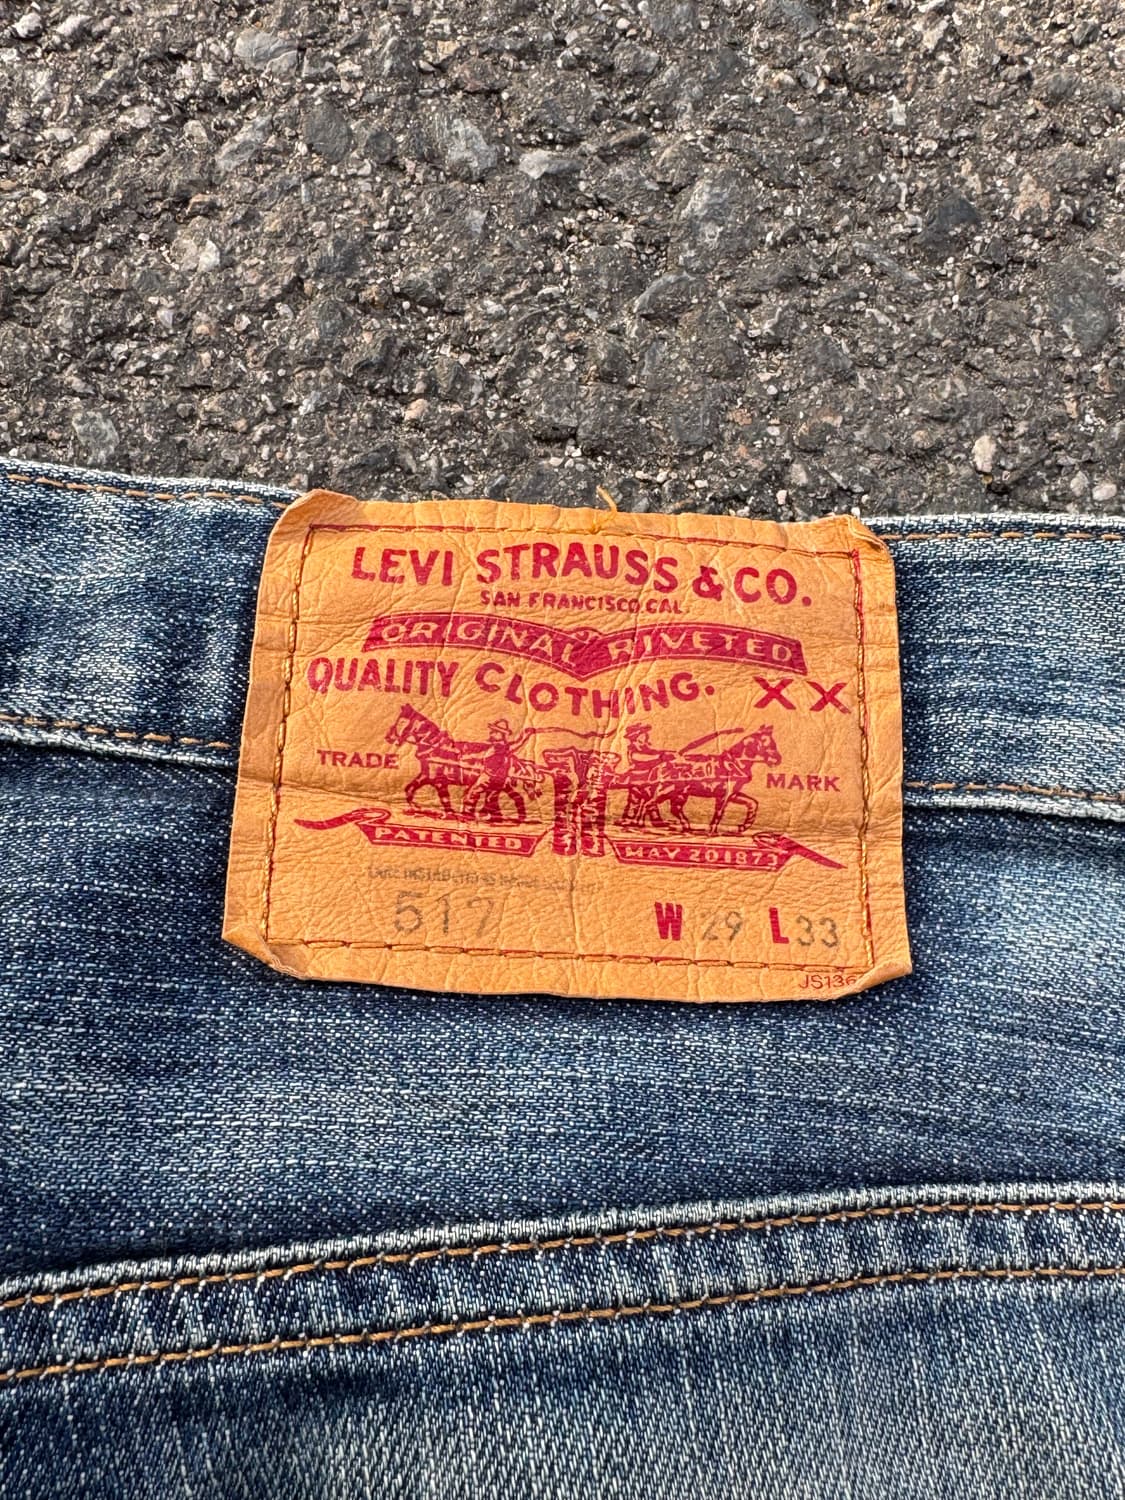 LEVI STRAUSS & CO.
SAN FRANCISCO, CAL.
ORIGINAL RIVETED
QUALITY CLOTHING. XX
TRADE MARK
PATENTED MAY 20 1873
517 W 29 L 33
JS136